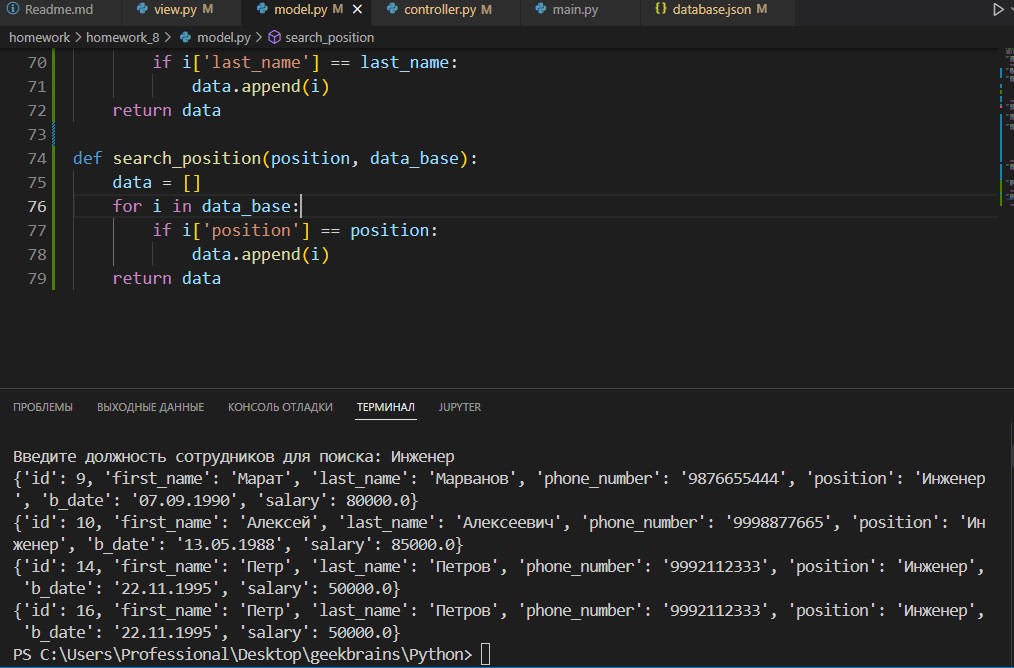 Readme.md view.py M model.py M controller.py M main.py {} database.json M
homework > homework_8 > model.py > search_position
70 if i['last_name'] == last_name:
71 data.append(i)
72 return data
73
74 def search_position(position, data_base):
75 data = []
76 for i in data_base:
77 if i['position'] == position:
78 data.append(i)
79 return data
ПРОБЛЕМЫ ВЫХОДНЫЕ ДАННЫЕ КОНСОЛЬ ОТЛАДКИ ТЕРМИНАЛ JUPYTER
Введите должность сотрудников для поиска: Инженер
{'id': 9, 'first_name': 'Марат', 'last_name': 'Марванов', 'phone_number': '9876655444', 'position': 'Инженер
', 'b_date': '07.09.1990', 'salary': 80000.0}
{'id': 10, 'first_name': 'Алексей', 'last_name': 'Алексеевич', 'phone_number': '9998877665', 'position': 'Ин
женер', 'b_date': '13.05.1988', 'salary': 85000.0}
{'id': 14, 'first_name': 'Петр', 'last_name': 'Петров', 'phone_number': '9992112333', 'position': 'Инженер',
'b_date': '22.11.1995', 'salary': 50000.0}
{'id': 16, 'first_name': 'Петр', 'last_name': 'Петров', 'phone_number': '9992112333', 'position': 'Инженер',
'b_date': '22.11.1995', 'salary': 50000.0}
PS C:\Users\Professional\Desktop\geekbrains\Python>